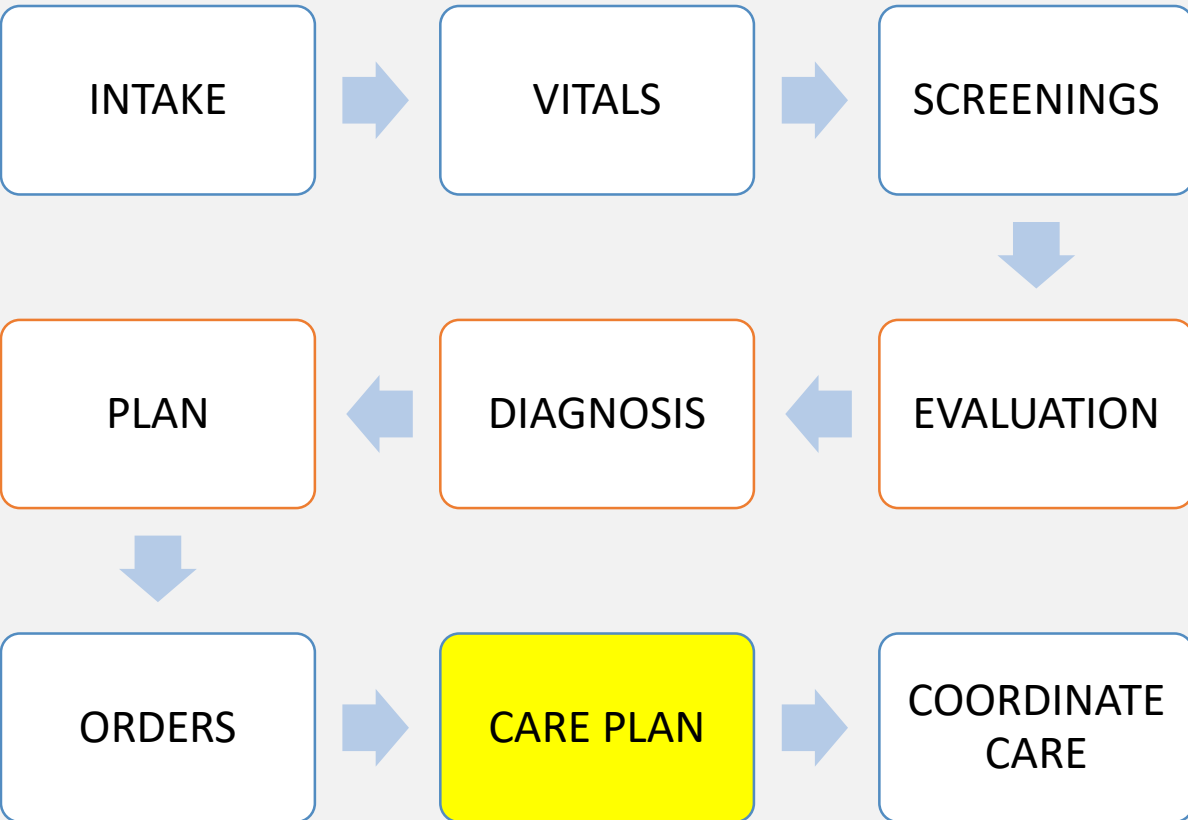 INTAKE
VITALS
SCREENINGS
EVALUATION
DIAGNOSIS
PLAN
ORDERS
CARE PLAN
COORDINATE
CARE